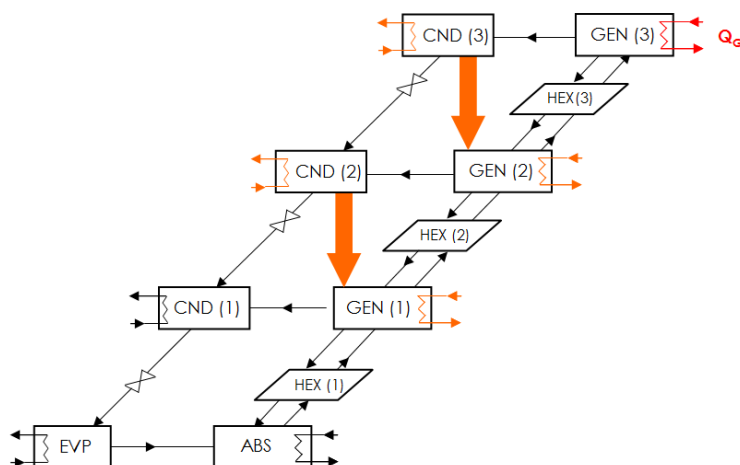 CND (3)
GEN (3)
HEX(3)
CND (2)
GEN (2)
HEX (2)
CND (1)
GEN (1)
HEX (1)
EVP
ABS